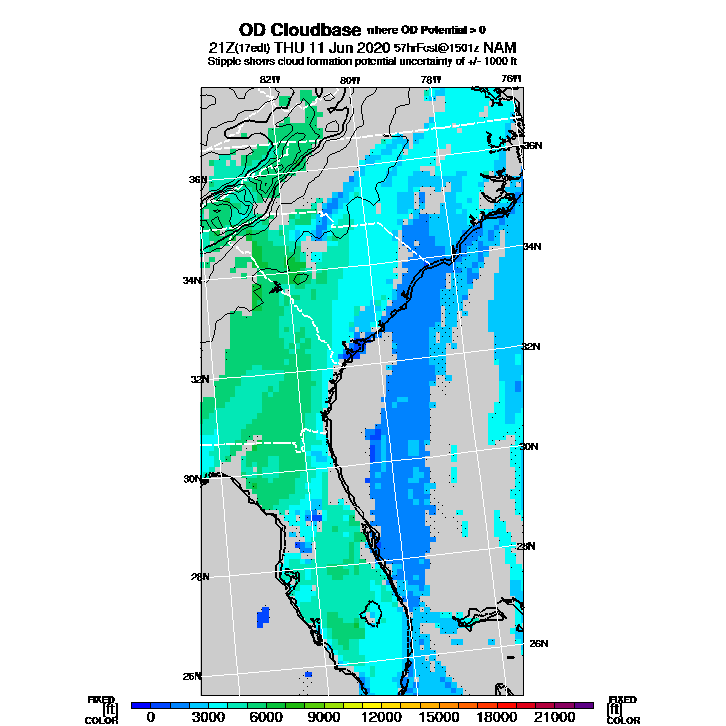 OD Cloudbase where OD Potential > 0
21Z(17edt) THU 11 Jun 2020 57hrFcst@1501z NAM
Stipple shows cloud formation potential uncertainty of +/- 1000 ft
82W 80W 78W 76W
36N 36N
34N 34N
32N 32N
30N 30N
28N 28N
26N 26N
FIXED FIXED
[ft] [ft]
COLOR COLOR
0 3000 6000 9000 12000 15000 18000 21000